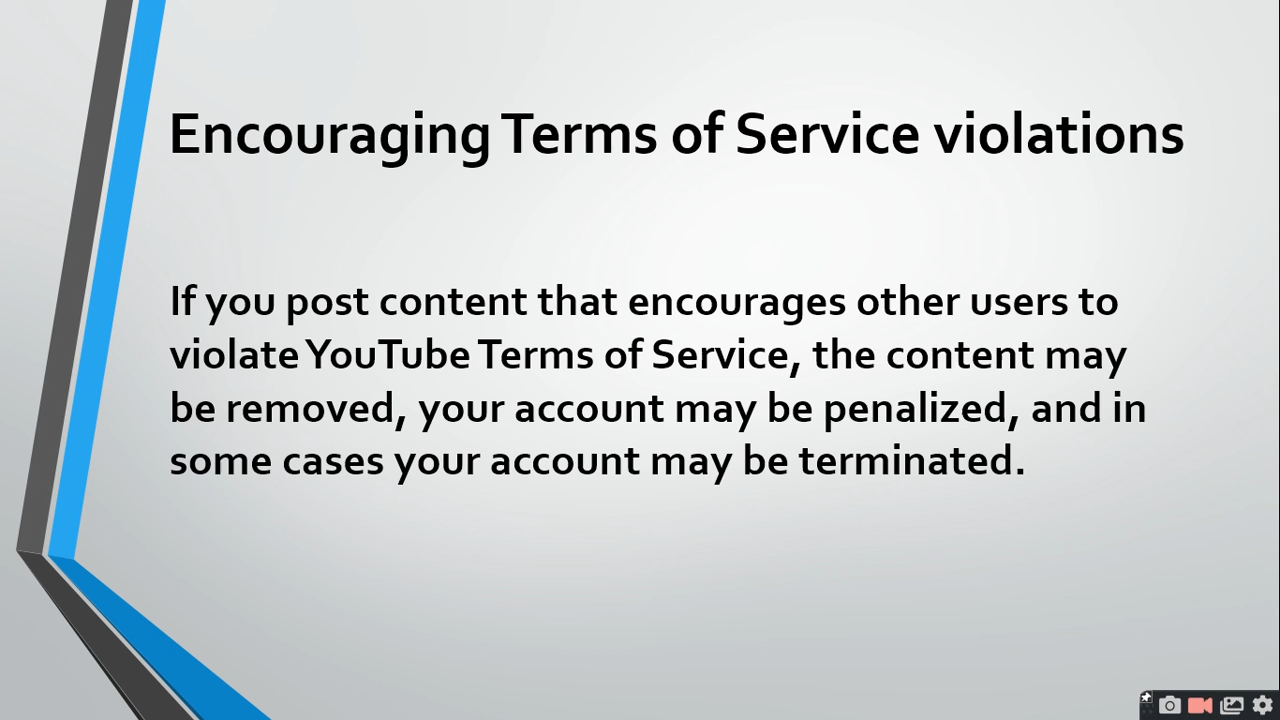 Encouraging Terms of Service violations
If you post content that encourages other users to
violate YouTube Terms of Service, the content may
be removed, your account may be penalized, and in
some cases your account may be terminated.